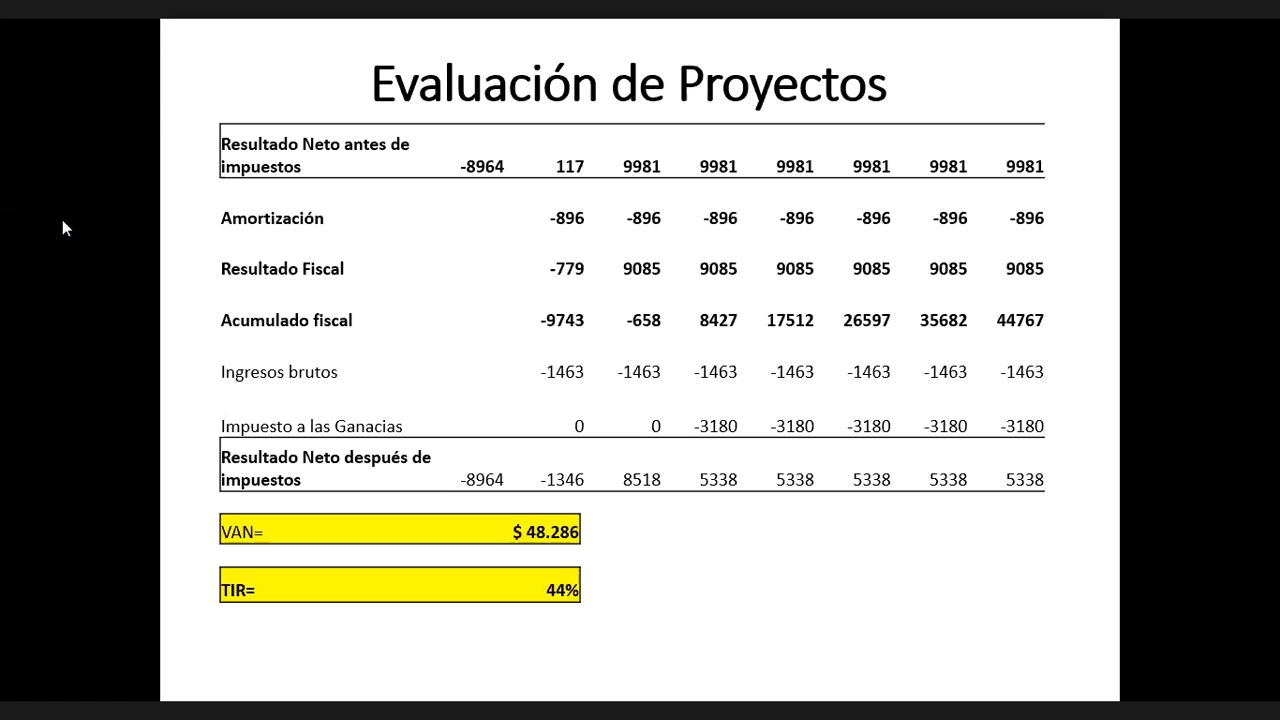 Evaluación de Proyectos
Resultado Neto antes de
impuestos -8964 117 9981 9981 9981 9981 9981 9981
Amortización -896 -896 -896 -896 -896 -896 -896
Resultado Fiscal -779 9085 9085 9085 9085 9085 9085
Acumulado fiscal -9743 -658 8427 17512 26597 35682 44767
Ingresos brutos -1463 -1463 -1463 -1463 -1463 -1463 -1463
Impuesto a las Ganacias 0 0 -3180 -3180 -3180 -3180 -3180
Resultado Neto después de
impuestos -8964 -1346 8518 5338 5338 5338 5338 5338
VAN= $ 48.286
TIR= 44%